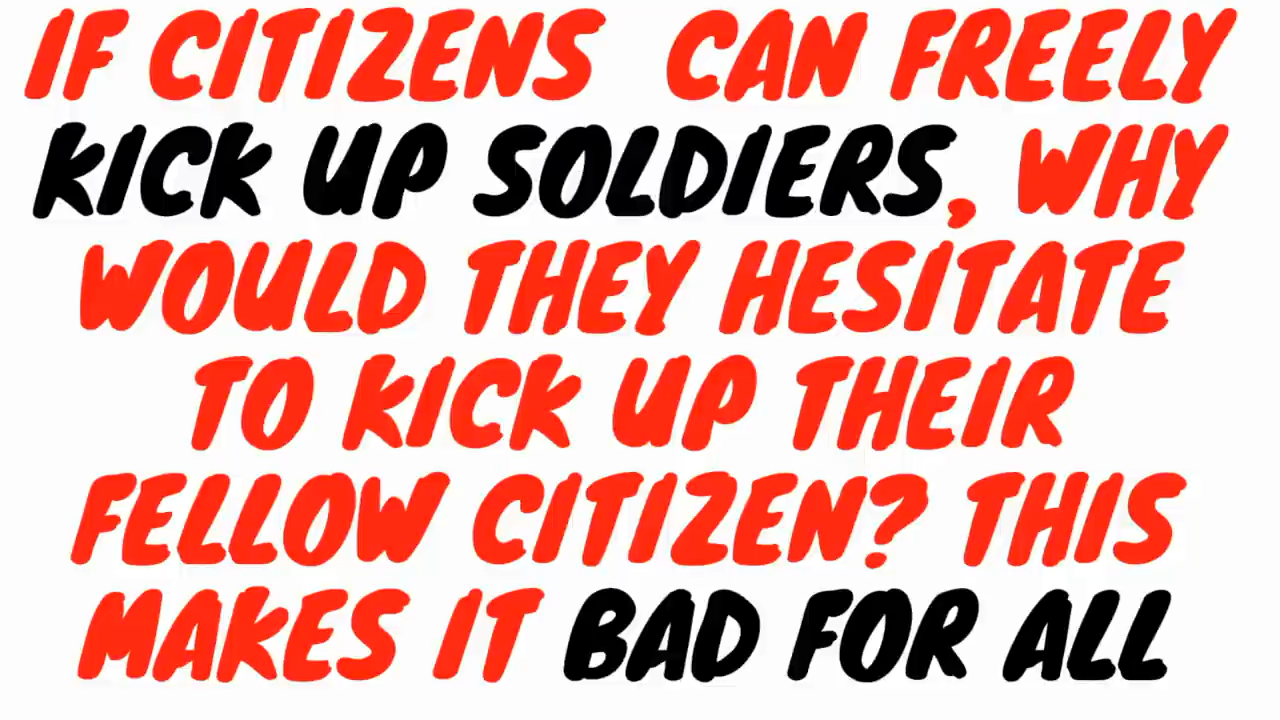 IF CITIZENS CAN FREELY
KICK UP SOLDIERS, WHY
WOULD THEY HESITATE
TO KICK UP THEIR
FELLOW CITIZEN? THIS
MAKES IT BAD FOR ALL